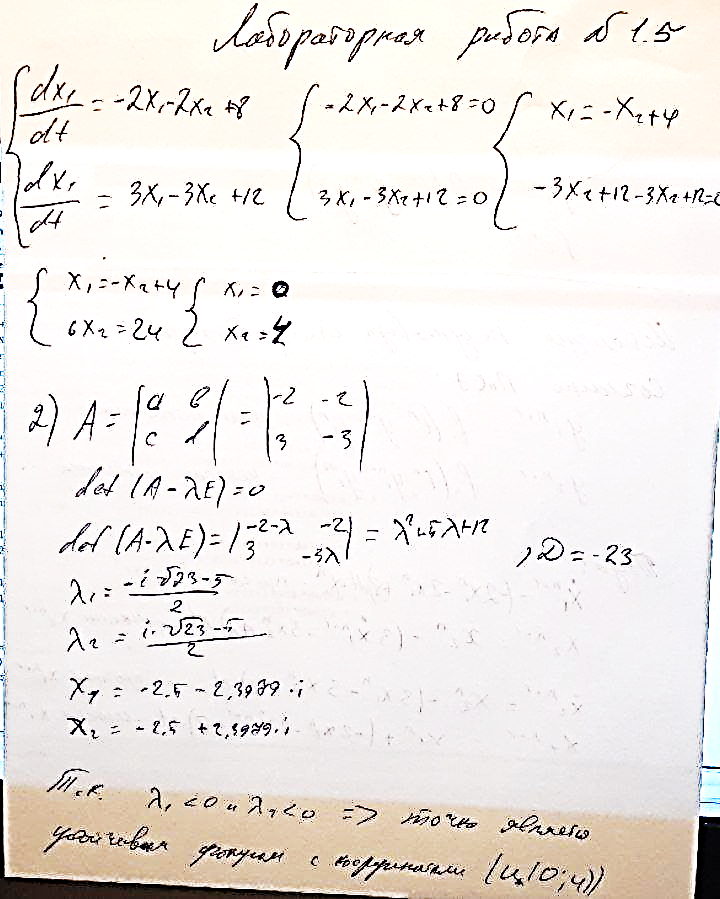 Лабораторная работа № 1.5
{ dx₁/dt = -2x₁-2x₂+8 { -2x₁-2x₂+8=0 { x₁=-x₂+4
dx₁/dt = 3x₁-3x₂+12 3x₁-3x₂+12=0 -3x₂+12-3x₂+12=0
{ x₁=-x₂+4 { x₁=0
6x₂=24 x₂=4
2) A = |a b| = |-2 -2|
|c d| |3 -3|
det (A-λE)=0
det (A-λE)= |-2-λ -2| = λ²+5λ+12 , D=-23
|3 -3λ|
λ₁= (-i·√23-5)/2
λ₂= (i·√23-5)/2
x₁ = -2.5 - 2,3979·i
x₂ = -2.5 + 2,3979·i
Т.к. λ₁<0 и λ₂<0 => точка является
устойчивым фокусом с координатами (0;4))